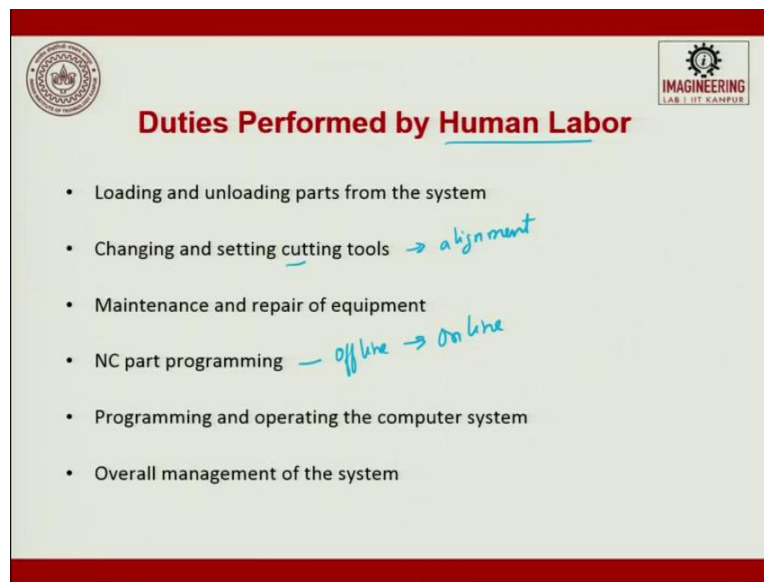 IMAGINEERING
LAB | IIT KANPUR
Duties Performed by Human Labor
• Loading and unloading parts from the system
• Changing and setting cutting tools → alignment
• Maintenance and repair of equipment
• NC part programming — offline → online
• Programming and operating the computer system
• Overall management of the system